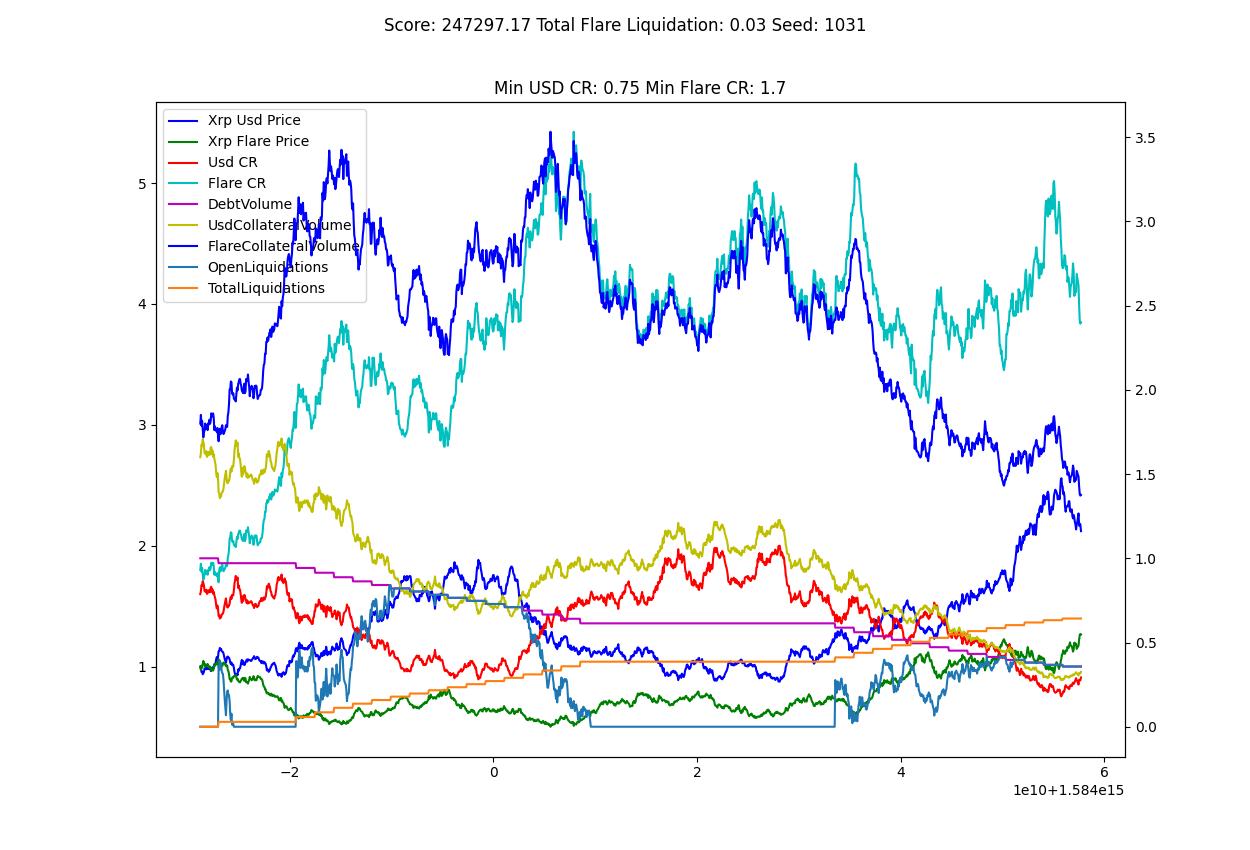 Score: 247297.17 Total Flare Liquidation: 0.03 Seed: 1031
Min USD CR: 0.75 Min Flare CR: 1.7
Xrp Usd Price
Xrp Flare Price
Usd CR
Flare CR
DebtVolume
UsdCollateralVolume
FlareCollateralVolume
OpenLiquidations
TotalLiquidations
5
4
3
2
1
3.5
3.0
2.5
2.0
1.5
1.0
0.5
0.0
−2 0 2 4 6
1e10+1.584e15